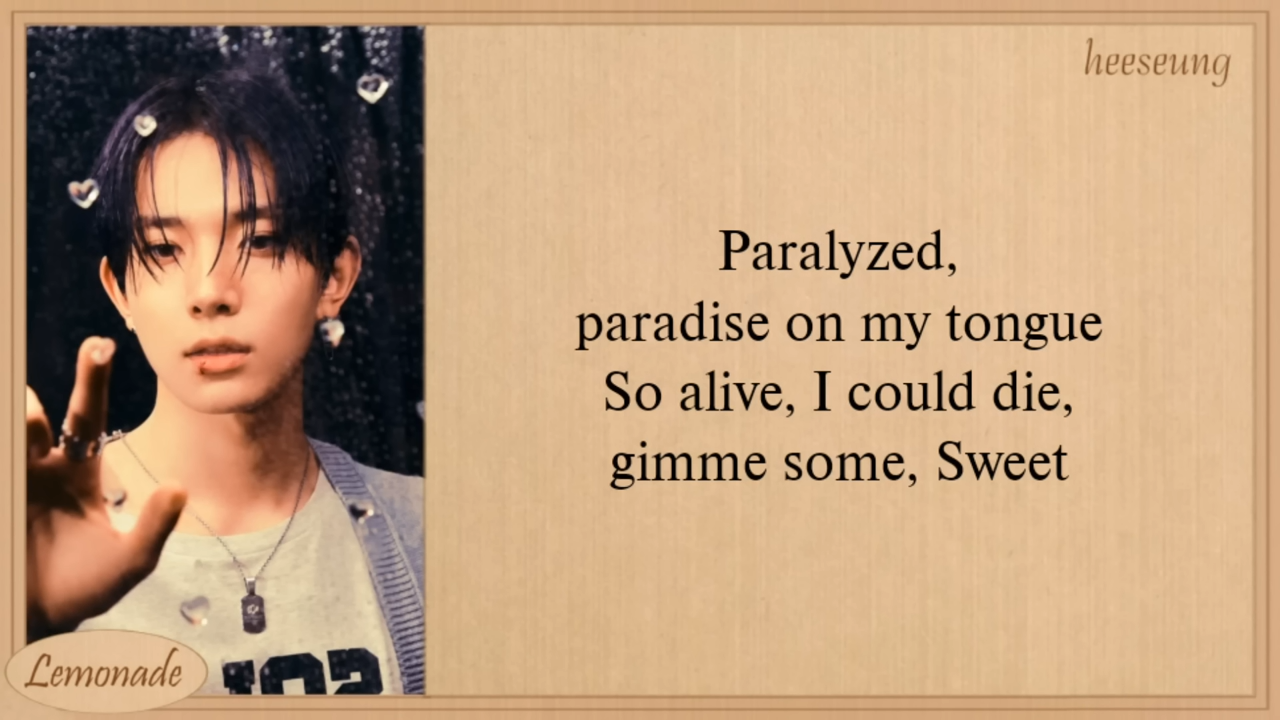 heeseung
Paralyzed,
paradise on my tongue
So alive, I could die,
gimme some, Sweet
Lemonade